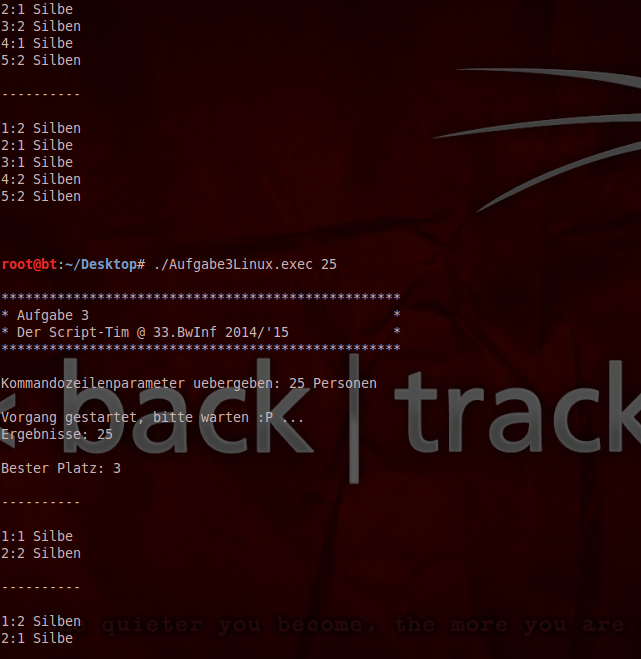 2:1 Silbe
3:2 Silben
4:1 Silbe
5:2 Silben
----------
1:2 Silben
2:1 Silbe
3:1 Silbe
4:2 Silben
5:2 Silben
root@bt:~/Desktop# ./Aufgabe3Linux.exec 25
**************************************************
* Aufgabe 3                                      *
* Der Script-Tim @ 33.BwInf 2014/'15             *
**************************************************
Kommandozeilenparameter uebergeben: 25 Personen
Vorgang gestartet, bitte warten :P ...
Ergebnisse: 25
<< back | track
Bester Platz: 3
----------
1:1 Silbe
2:2 Silben
----------
1:2 Silben
quieter you become, the more you are
2:1 Silbe